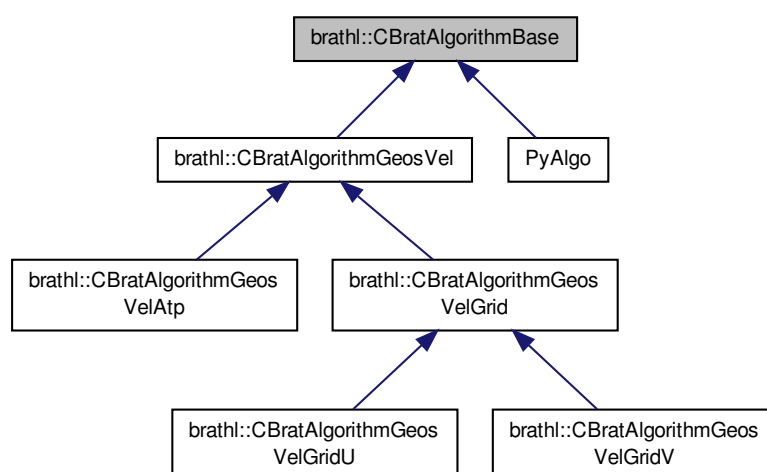 brathl::CBratAlgorithmBase
brathl::CBratAlgorithmGeosVel
PyAlgo
brathl::CBratAlgorithmGeos
VelAtp
brathl::CBratAlgorithmGeos
VelGrid
brathl::CBratAlgorithmGeos
VelGridU
brathl::CBratAlgorithmGeos
VelGridV